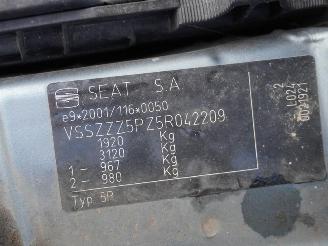 SEAT S.A
e9*2001/116*0050
VSSZZZ5PZ5R042209
1920 Kg
3120 Kg
1- 967 Kg
2- 980 Kg
Typ 5P